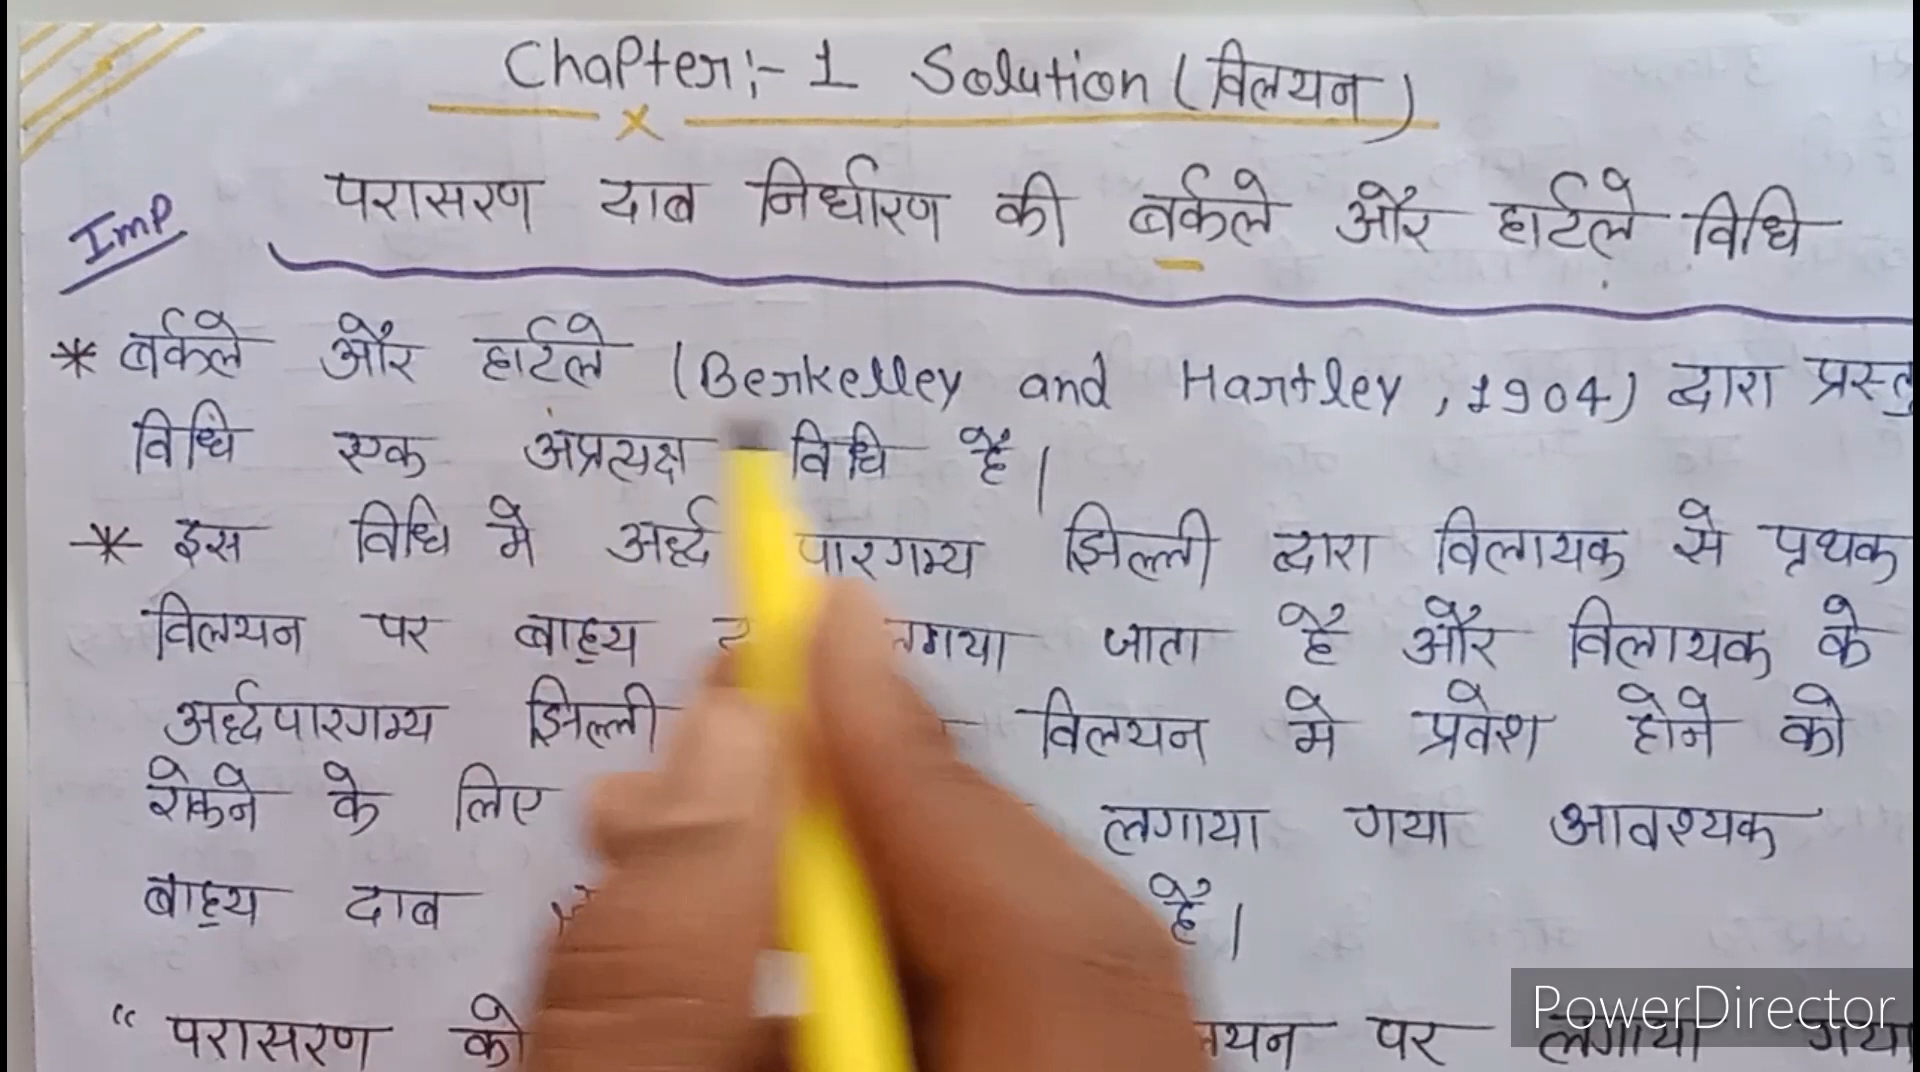 Chapter:- 1 Solution (विलयन)
Imp
परासरण दाब निर्धारण की बर्कले और हार्टले विधि
* बर्कले और हार्टले (Berkelley and Hartley, 1904) द्वारा प्रस्तु
विधि एक अप्रत्यक्ष विधि है।
* इस विधि मे अर्द्ध पारगम्य झिल्ली द्वारा विलायक से पृथक
विलयन पर बाह्य जाता है और विलायक के
अर्द्धपारगम्य झिल्ली विलयन मे प्रवेश होने को
रोकने के लिए लगाया गया आवश्यक
बाह्य दाब है।
"परासरण को पर लगाया गया
PowerDirector